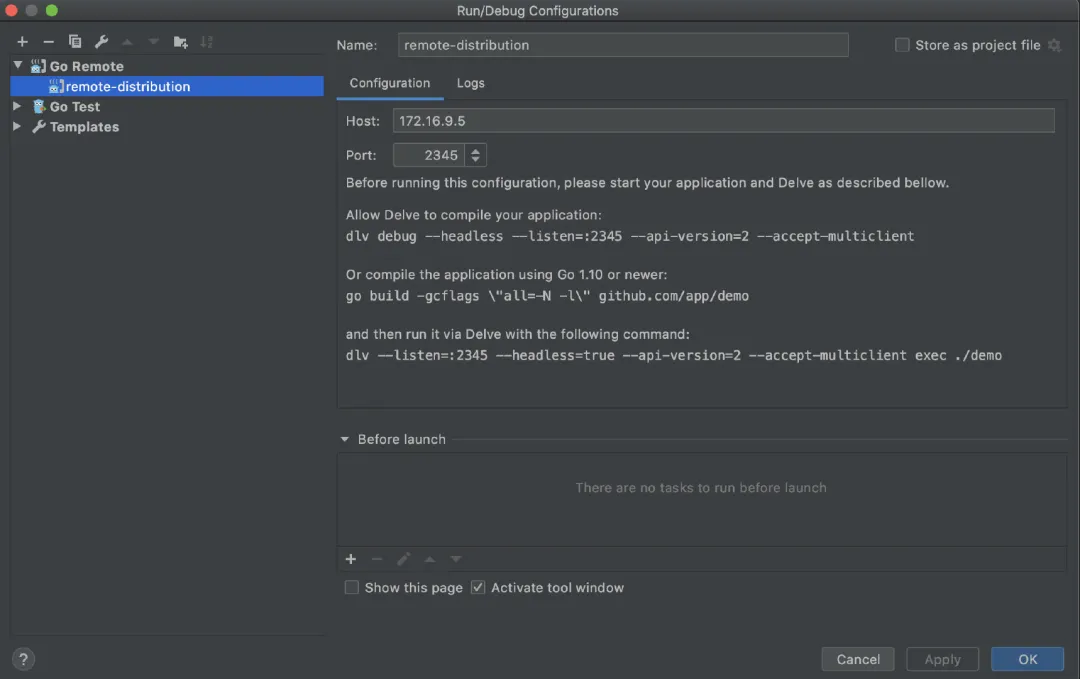 Run/Debug Configurations
Name: remote-distribution
Store as project file
Go Remote
remote-distribution
Go Test
Templates
Configuration Logs
Host: 172.16.9.5
Port: 2345
Before running this configuration, please start your application and Delve as described bellow.
Allow Delve to compile your application:
dlv debug --headless --listen=:2345 --api-version=2 --accept-multiclient
Or compile the application using Go 1.10 or newer:
go build -gcflags \"all=-N -l\" github.com/app/demo
and then run it via Delve with the following command:
dlv --listen=:2345 --headless=true --api-version=2 --accept-multiclient exec ./demo
Before launch
There are no tasks to run before launch
Show this page Activate tool window
? Cancel Apply OK